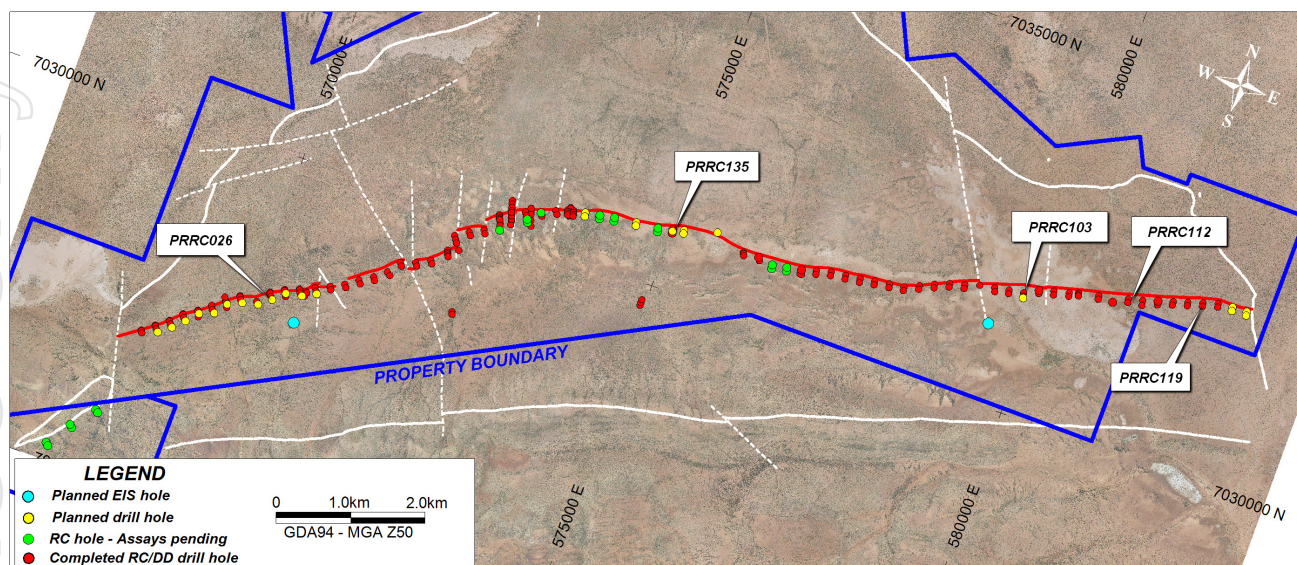 7030000 N
570000 E
575000 E
7035000 N
580000 E
N
W
E
S
PRRC135
PRRC026
PRRC103
PRRC112
PROPERTY BOUNDARY
PRRC119
LEGEND
Planned EIS hole
Planned drill hole
RC hole - Assays pending
Completed RC/DD drill hole
0 1.0km 2.0km
GDA94 - MGA Z50
575000 E
580000 E
7030000 N